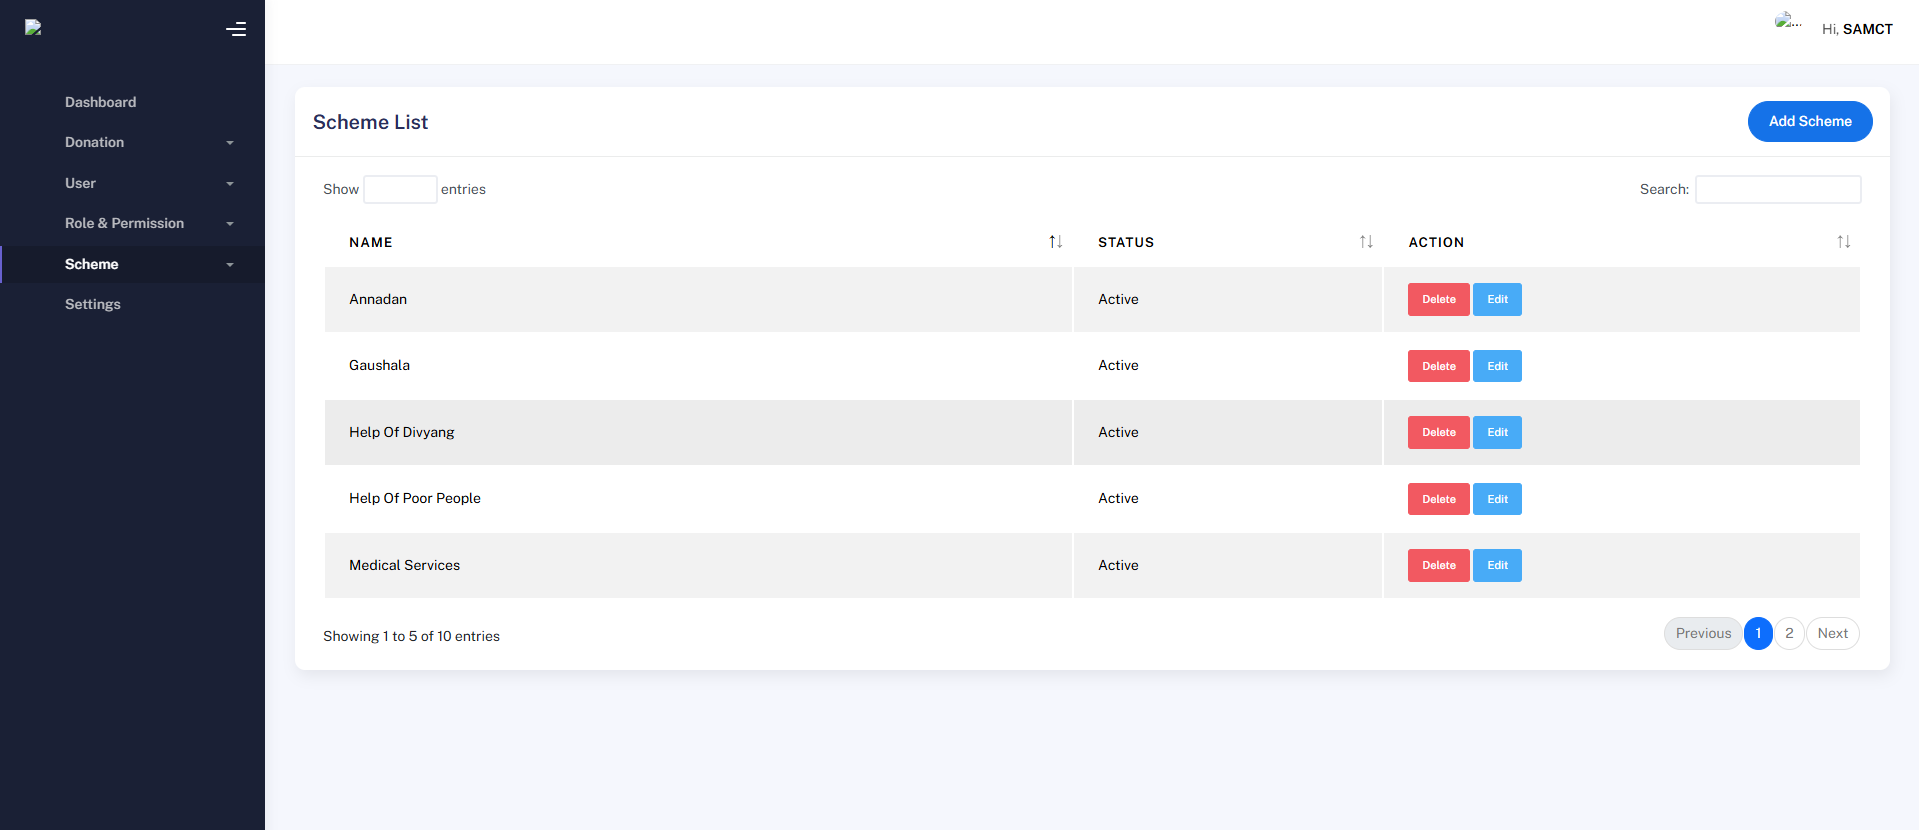 Hi, SAMCT
Dashboard
Donation
User
Role & Permission
Scheme
Settings
Scheme List
Add Scheme
Show entries
Search:
NAME STATUS ACTION
Annadan Active Delete Edit
Gaushala Active Delete Edit
Help Of Divyang Active Delete Edit
Help Of Poor People Active Delete Edit
Medical Services Active Delete Edit
Showing 1 to 5 of 10 entries
Previous 1 2 Next